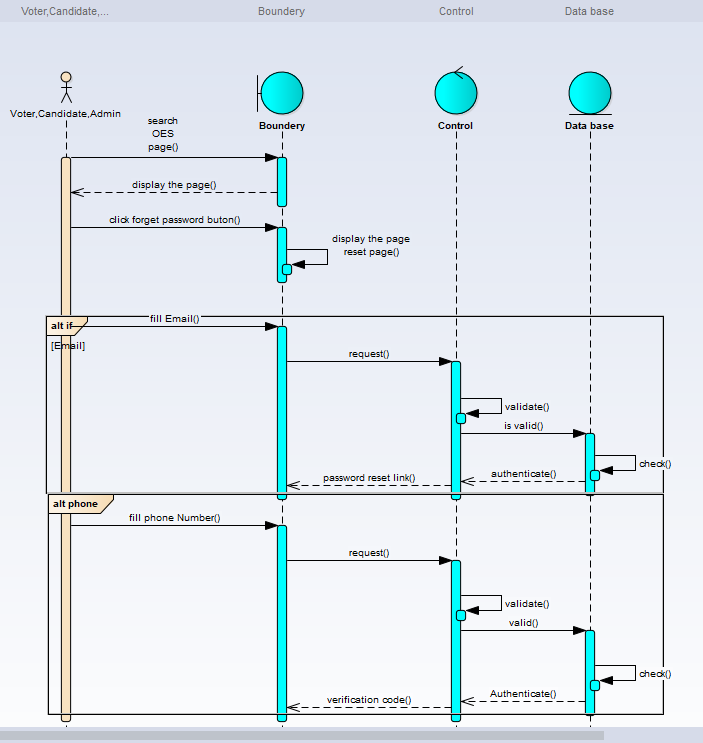 Voter,Candidate,...
Boundery
Control
Data base
Voter,Candidate,Admin
Boundery
Control
Data base
search
OES
page()
display the page()
click forget password buton()
display the page
reset page()
alt if
fill Email()
[Email]
request()
validate()
is valid()
check()
authenticate()
password reset link()
alt phone
fill phone Number()
request()
validate()
valid()
check()
Authenticate()
verification code()